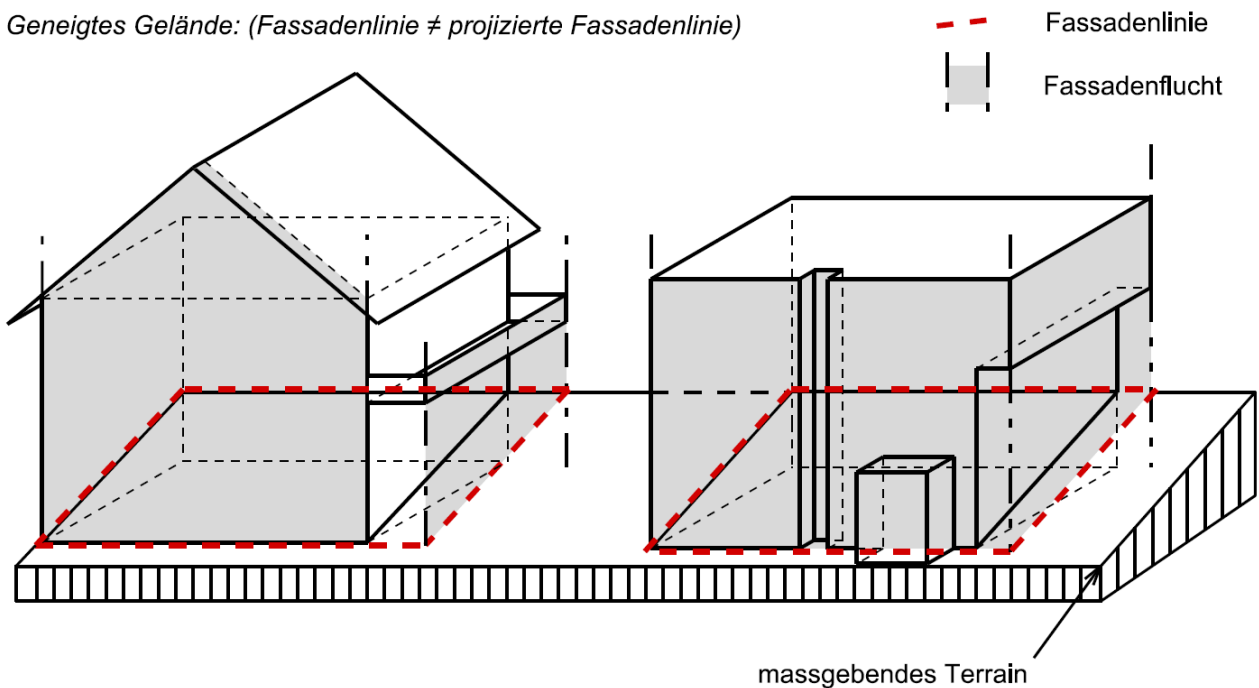 Geneigtes Gelände: (Fassadenlinie ≠ projizierte Fassadenlinie)
Fassadenlinie
Fassadenflucht
massgebendes Terrain